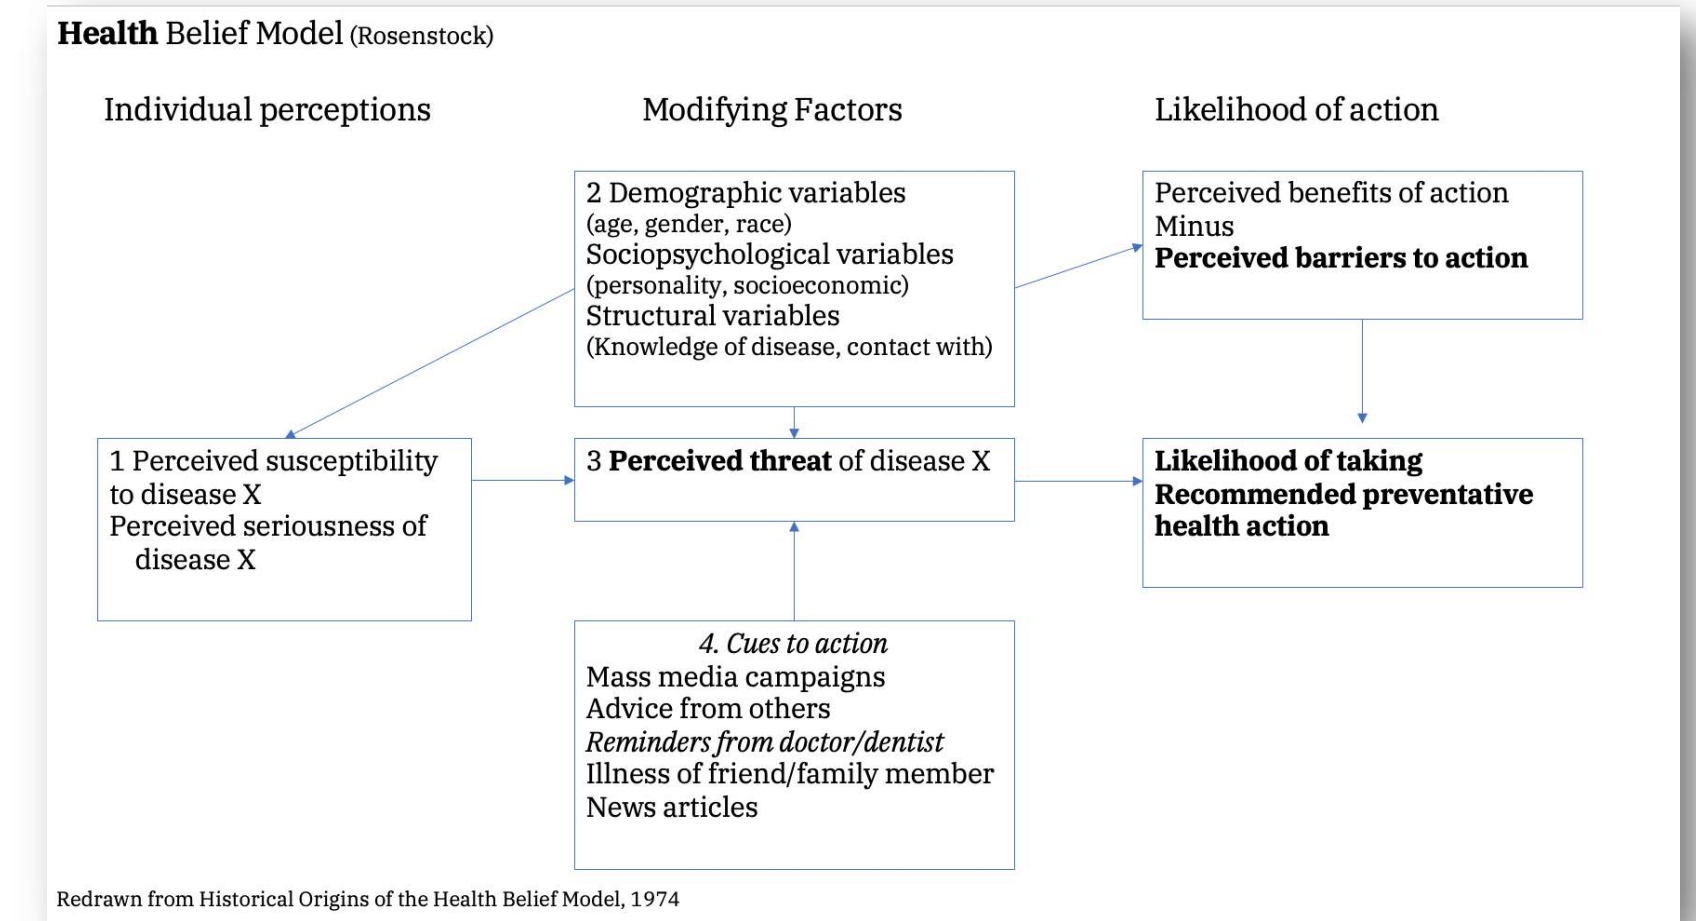 Health Belief Model (Rosenstock)
Individual perceptions
Modifying Factors
Likelihood of action
2 Demographic variables
(age, gender, race)
Sociopsychological variables
(personality, socioeconomic)
Structural variables
(Knowledge of disease, contact with)
Perceived benefits of action
Minus
Perceived barriers to action
1 Perceived susceptibility
to disease X
Perceived seriousness of
disease X
3 Perceived threat of disease X
Likelihood of taking
Recommended preventative
health action
4. Cues to action
Mass media campaigns
Advice from others
Reminders from doctor/dentist
Illness of friend/family member
News articles
Redrawn from Historical Origins of the Health Belief Model, 1974